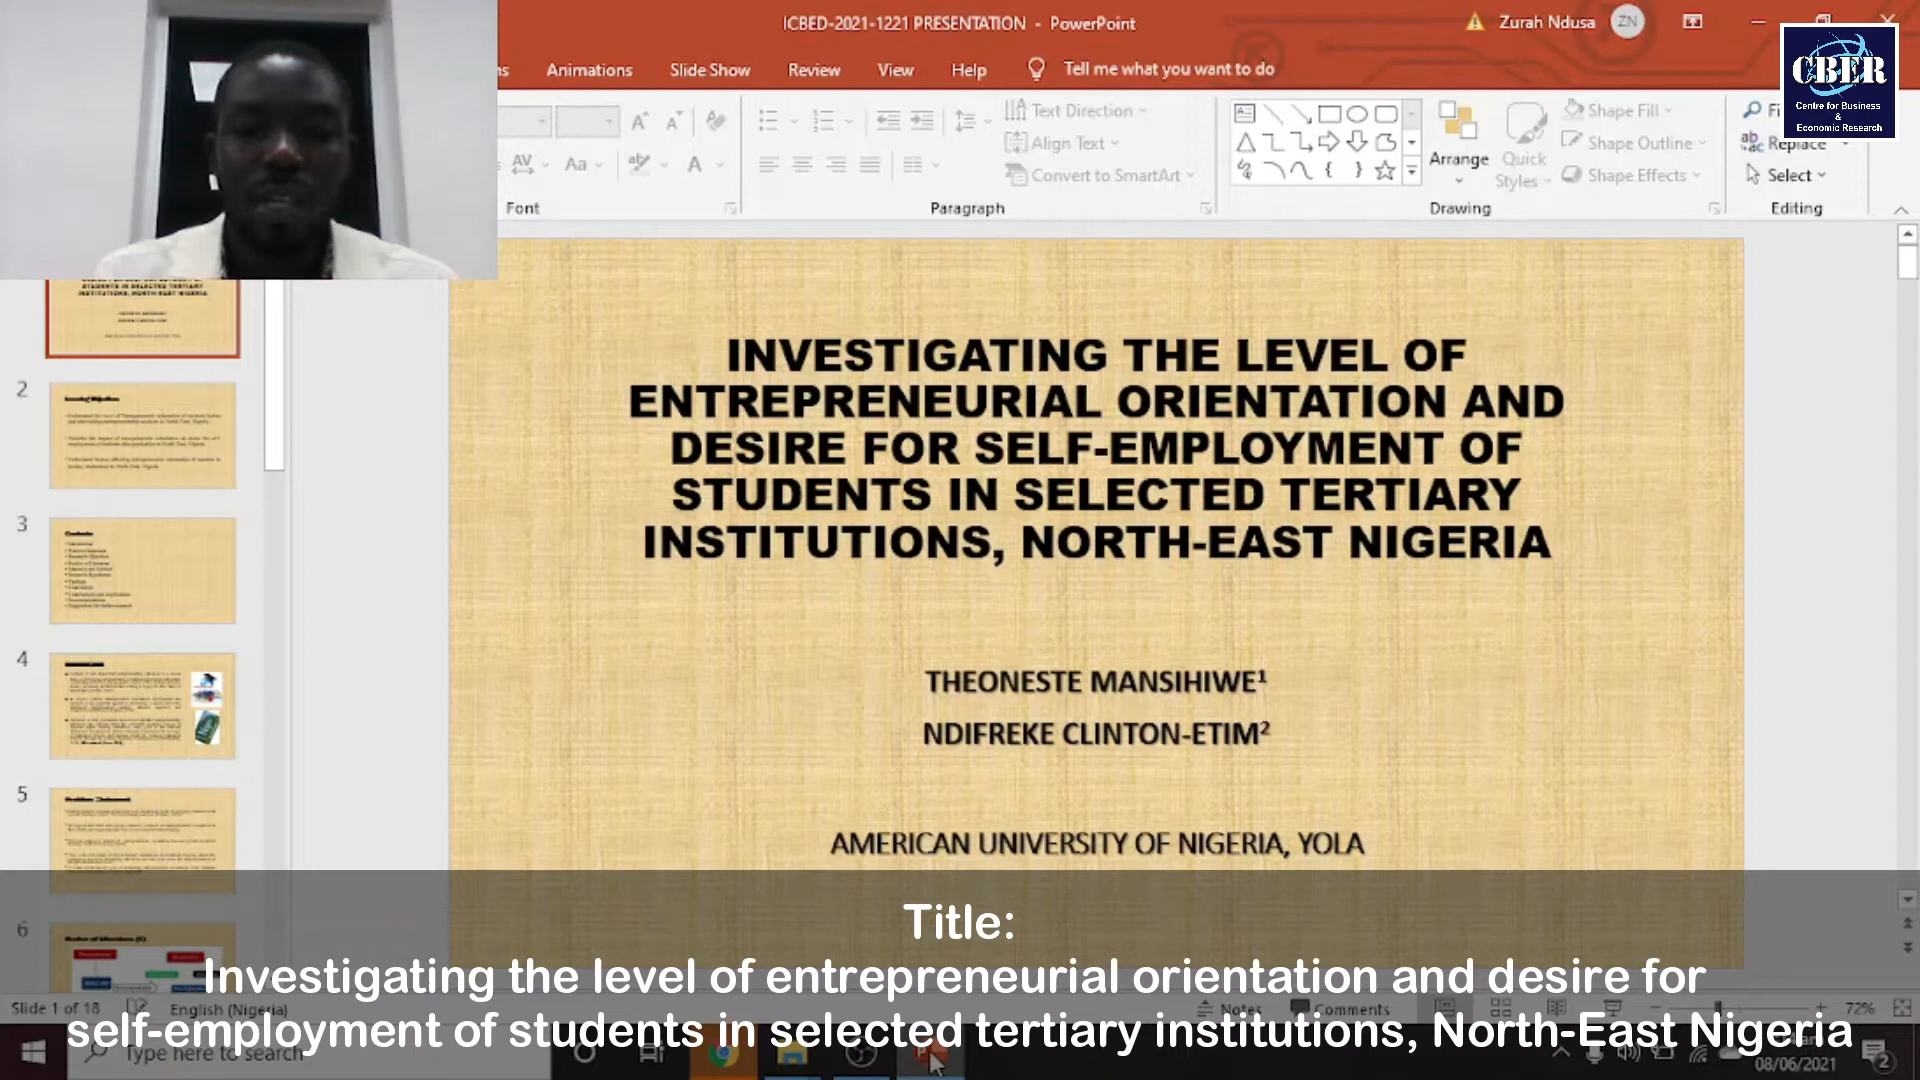 ICBED-2021-1221 PRESENTATION - PowerPoint
Zurah Ndusa
ZN
Animations
Slide Show
Review
View
Help
Tell me what you want to do
CBER
Centre for Business
&
Economic Research
Text Direction
Align Text
Convert to SmartArt
Arrange
Quick
Styles
Shape Fill
Shape Outline
Shape Effects
Replace
Select
Font
Paragraph
Drawing
Editing
INVESTIGATING THE LEVEL OF
ENTREPRENEURIAL ORIENTATION AND
DESIRE FOR SELF-EMPLOYMENT OF
STUDENTS IN SELECTED TERTIARY
INSTITUTIONS, NORTH-EAST NIGERIA
THEONESTE MANSIHIWE¹
NDIFREKE CLINTON-ETIM²
AMERICAN UNIVERSITY OF NIGERIA, YOLA
2
3
4
5
6
Title:
Investigating the level of entrepreneurial orientation and desire for
self-employment of students in selected tertiary institutions, North-East Nigeria
Slide 1 of 18
English (Nigeria)
Notes
Comments
72%
Type here to search
08/06/2021
2